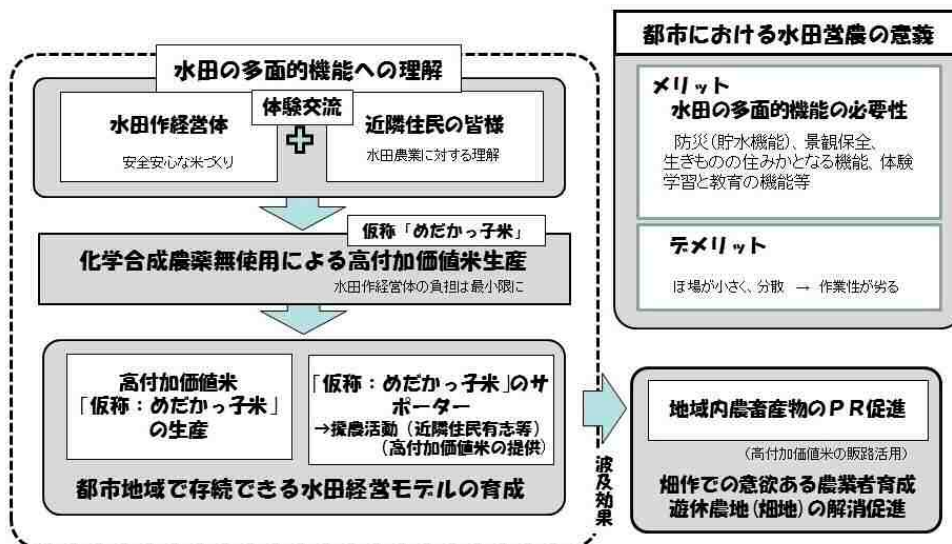 水田の多面的機能への理解
体験交流
水田作経営体
安全安心な米づくり
近隣住民の皆様
水田農業に対する理解
仮称「めだかっ子米」
化学合成農薬無使用による高付加価値米生産
水田作経営体の負担は最小限に
高付加価値米
「仮称：めだかっ子米」
の生産
「仮称：めだかっ子米」のサ
ポーター
→援農活動（近隣住民有志等）
（高付加価値米の提供）
都市地域で存続できる水田経営モデルの育成
波及効果
都市における水田営農の意義
メリット
水田の多面的機能の必要性
防災（貯水機能）、景観保全、
生きものの住みかとなる機能、体験
学習と教育の機能等
デメリット
ほ場が小さく、分散　→　作業性が劣る
地域内農畜産物のＰＲ促進
（高付加価値米の販路活用）
畑作での意欲ある農業者育成
遊休農地（畑地）の解消促進